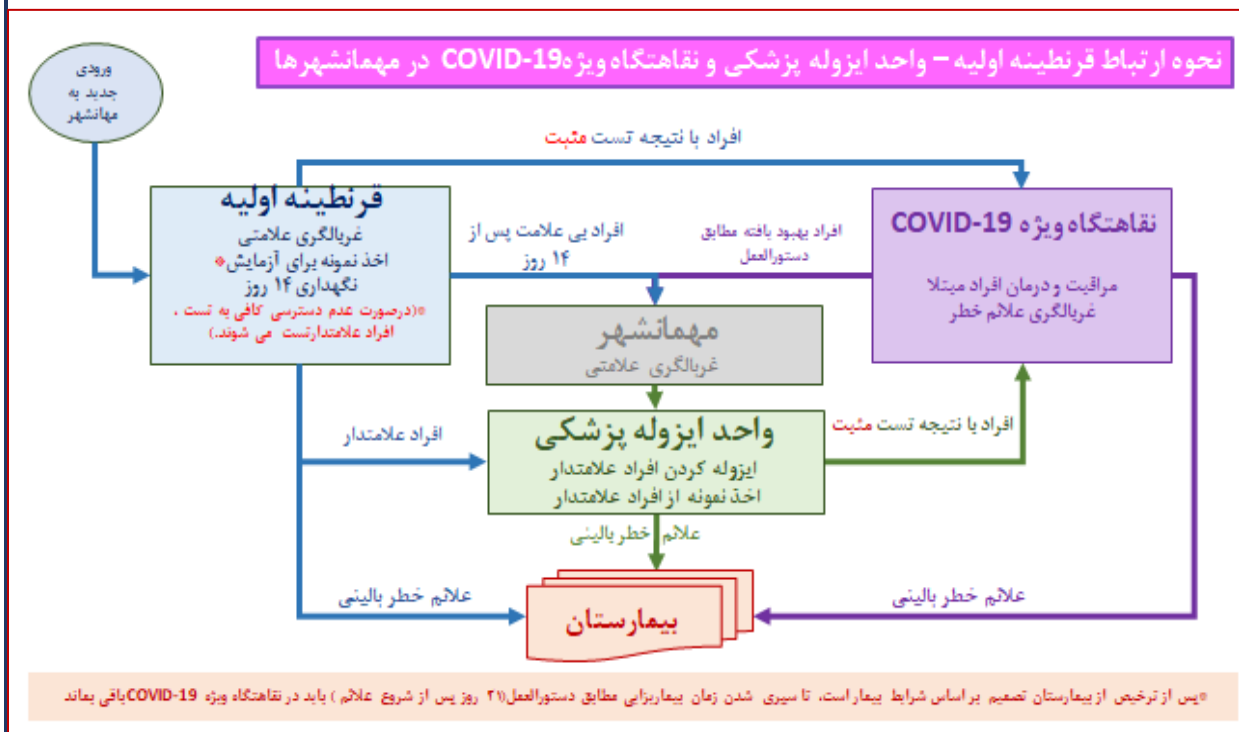 نحوه ارتباط قرنطینه اولیه – واحد ایزوله پزشکی و نقاهتگاه ویژه COVID-19 در مهمانشهرها
ورودی
جدید به
مهانشهر
افراد با نتیجه تست مثبت
قرنطینه اولیه
غربالگری علامتی
اخذ نمونه برای آزمایش*
نگهداری ۱۴ روز
*(درصورت عدم دسترسی کافی به تست ،
افراد علامتدارتست می شوند.)
افراد بی علامت پس از
۱۴ روز
افراد بهبود یافته مطابق
دستورالعمل
نقاهتگاه ویژه COVID-19
مراقبت و درمان افراد مبتلا
غربالگری علائم خطر
مهمانشهر
غربالگری علامتی
افراد علامتدار
واحد ایزوله پزشکی
ایزوله کردن افراد علامتدار
اخذ نمونه از افراد علامتدار
افراد با نتیجه تست مثبت
علائم خطر بالینی
علائم خطر بالینی
بیمارستان
علائم خطر بالینی
*پس از ترخیص از بیمارستان تصمیم بر اساس شرایط بیمار است، تا سپری شدن زمان بیماریزایی مطابق دستورالعمل(۲۱ روز پس از شروع علائم ) باید در نقاهتگاه ویژه COVID-19 باقی بماند